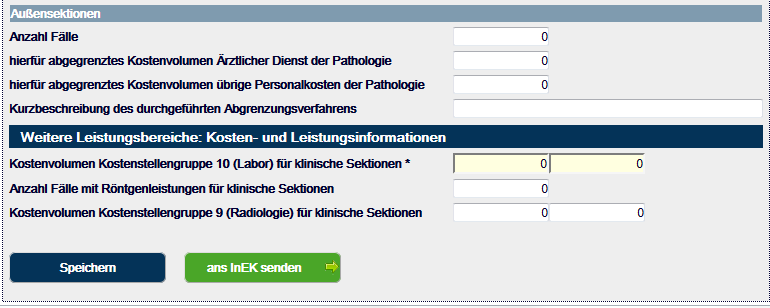 Außensektionen
Anzahl Fälle 0
hierfür abgegrenztes Kostenvolumen Ärztlicher Dienst der Pathologie 0
hierfür abgegrenztes Kostenvolumen übrige Personalkosten der Pathologie 0
Kurzbeschreibung des durchgeführten Abgrenzungsverfahrens
Weitere Leistungsbereiche: Kosten- und Leistungsinformationen
Kostenvolumen Kostenstellengruppe 10 (Labor) für klinische Sektionen * 0 0
Anzahl Fälle mit Röntgenleistungen für klinische Sektionen 0
Kostenvolumen Kostenstellengruppe 9 (Radiologie) für klinische Sektionen 0 0
Speichern ans InEK senden